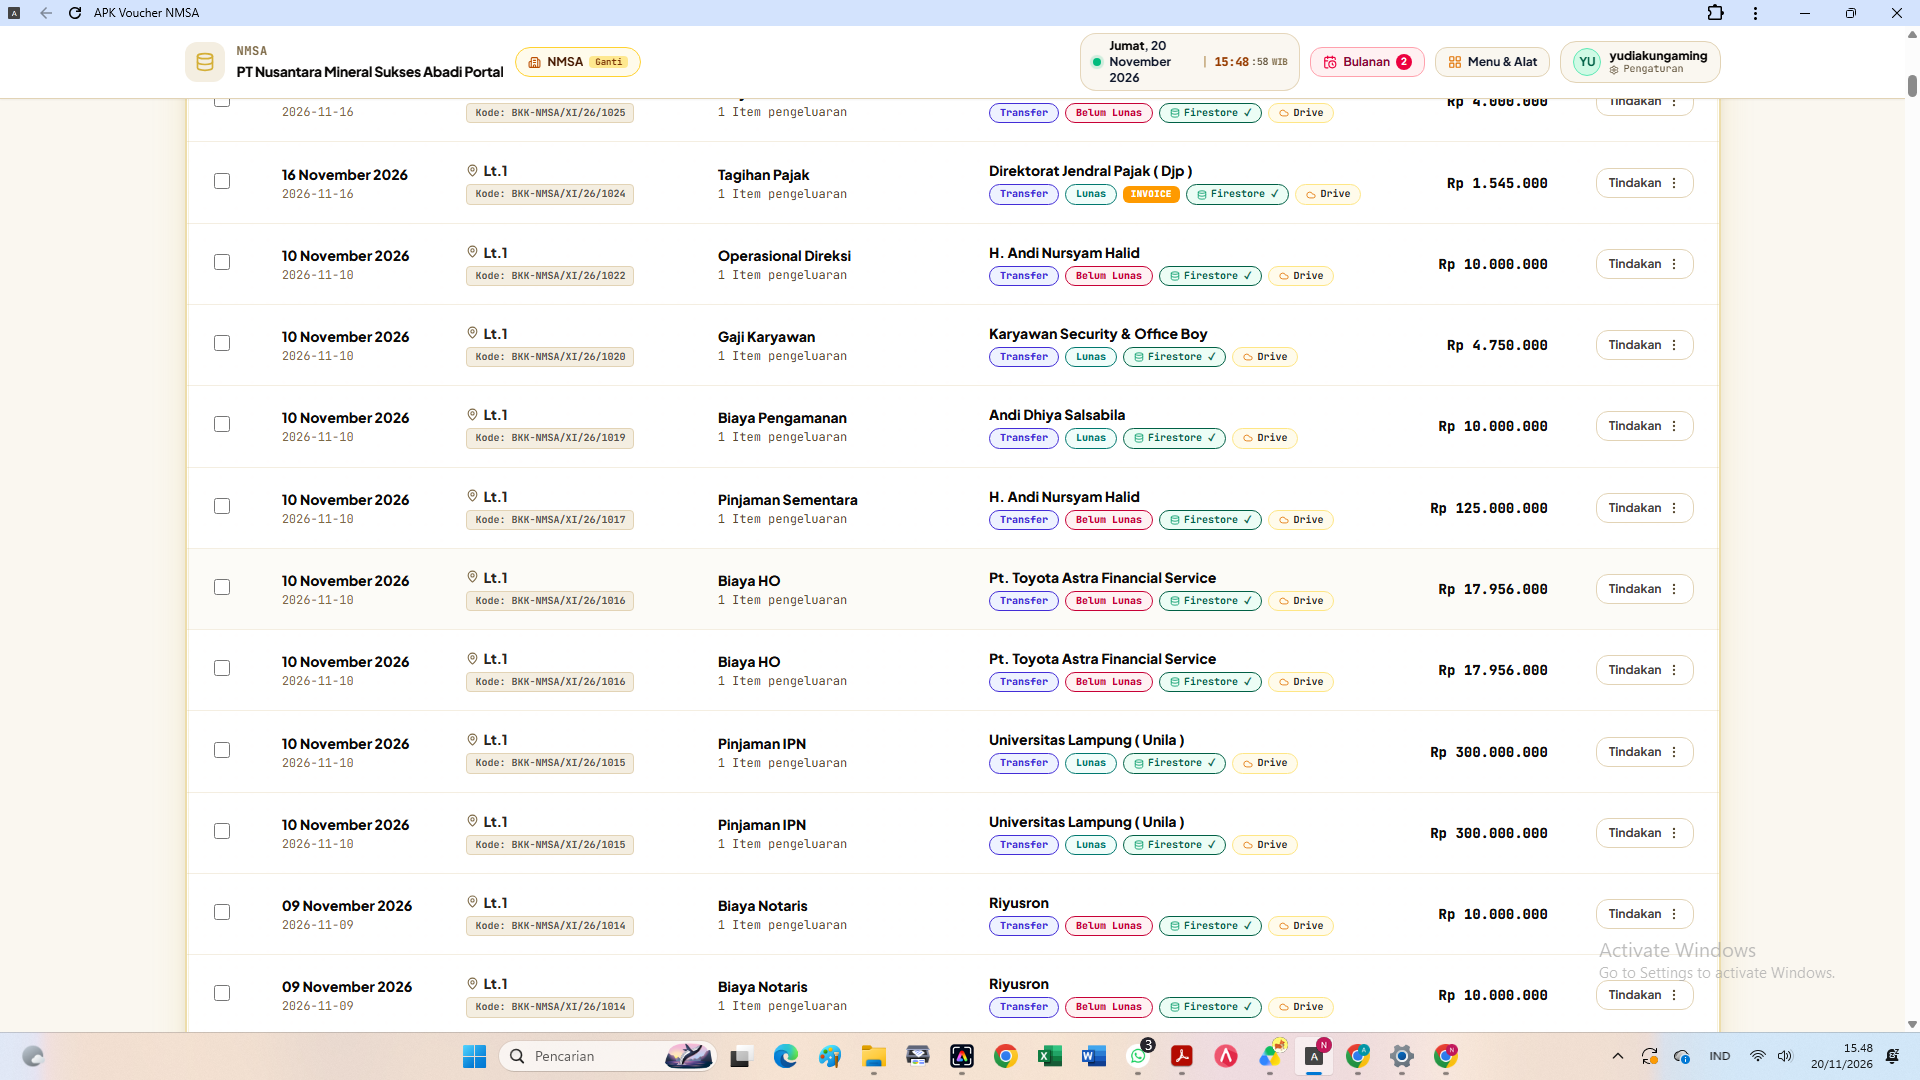 APK Voucher NMSA
NMSA
PT Nusantara Mineral Sukses Abadi Portal
NMSA Ganti
Jumat, 20 November 2026 | 15:48:58 WIB
Bulanan 2
Menu & Alat
YU yudiakungaming
Pengaturan
2026-11-16 Kode: BKK-NMSA/XI/26/1025 1 Item pengeluaran Transfer Belum Lunas Firestore ✓ Drive Rp 4.000.000 Tindakan
16 November 2026 Lt.1 Tagihan Pajak Direktorat Jendral Pajak ( Djp ) Rp 1.545.000 Tindakan
2026-11-16 Kode: BKK-NMSA/XI/26/1024 1 Item pengeluaran Transfer Lunas INVOICE Firestore ✓ Drive
10 November 2026 Lt.1 Operasional Direksi H. Andi Nursyam Halid Rp 10.000.000 Tindakan
2026-11-10 Kode: BKK-NMSA/XI/26/1022 1 Item pengeluaran Transfer Belum Lunas Firestore ✓ Drive
10 November 2026 Lt.1 Gaji Karyawan Karyawan Security & Office Boy Rp 4.750.000 Tindakan
2026-11-10 Kode: BKK-NMSA/XI/26/1020 1 Item pengeluaran Transfer Lunas Firestore ✓ Drive
10 November 2026 Lt.1 Biaya Pengamanan Andi Dhiya Salsabila Rp 10.000.000 Tindakan
2026-11-10 Kode: BKK-NMSA/XI/26/1019 1 Item pengeluaran Transfer Lunas Firestore ✓ Drive
10 November 2026 Lt.1 Pinjaman Sementara H. Andi Nursyam Halid Rp 125.000.000 Tindakan
2026-11-10 Kode: BKK-NMSA/XI/26/1017 1 Item pengeluaran Transfer Belum Lunas Firestore ✓ Drive
10 November 2026 Lt.1 Biaya HO Pt. Toyota Astra Financial Service Rp 17.956.000 Tindakan
2026-11-10 Kode: BKK-NMSA/XI/26/1016 1 Item pengeluaran Transfer Belum Lunas Firestore ✓ Drive
10 November 2026 Lt.1 Biaya HO Pt. Toyota Astra Financial Service Rp 17.956.000 Tindakan
2026-11-10 Kode: BKK-NMSA/XI/26/1016 1 Item pengeluaran Transfer Belum Lunas Firestore ✓ Drive
10 November 2026 Lt.1 Pinjaman IPN Universitas Lampung ( Unila ) Rp 300.000.000 Tindakan
2026-11-10 Kode: BKK-NMSA/XI/26/1015 1 Item pengeluaran Transfer Lunas Firestore ✓ Drive
10 November 2026 Lt.1 Pinjaman IPN Universitas Lampung ( Unila ) Rp 300.000.000 Tindakan
2026-11-10 Kode: BKK-NMSA/XI/26/1015 1 Item pengeluaran Transfer Lunas Firestore ✓ Drive
09 November 2026 Lt.1 Biaya Notaris Riyusron Rp 10.000.000 Tindakan
2026-11-09 Kode: BKK-NMSA/XI/26/1014 1 Item pengeluaran Transfer Belum Lunas Firestore ✓ Drive
09 November 2026 Lt.1 Biaya Notaris Riyusron Rp 10.000.000 Tindakan
2026-11-09 Kode: BKK-NMSA/XI/26/1014 1 Item pengeluaran Transfer Belum Lunas Firestore ✓ Drive
Activate Windows
Go to Settings to activate Windows.
Pencarian
3
IND
15.48
20/11/2026